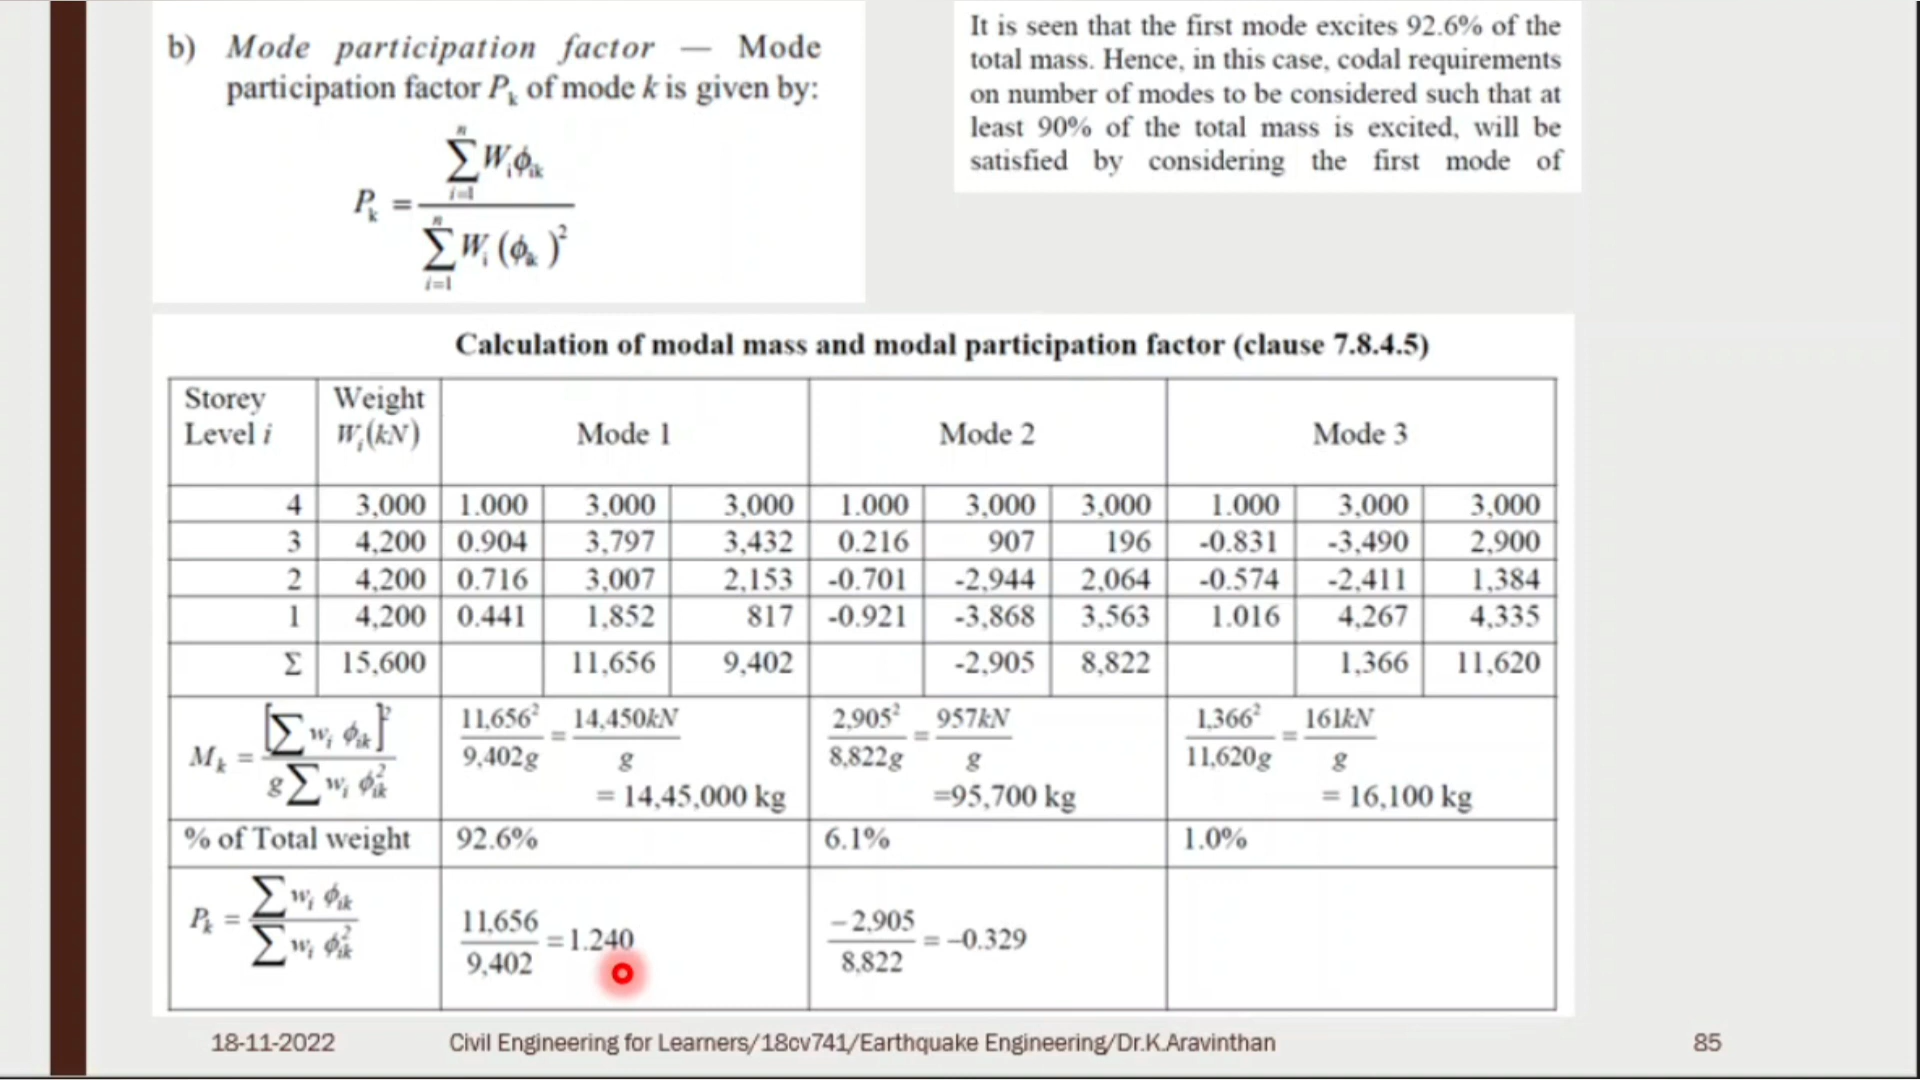 b) Mode participation factor — Mode
participation factor Pk of mode k is given by:
n
∑Wiϕik
i=1
Pk =
n
∑Wi (ϕik)²
i=1
It is seen that the first mode excites 92.6% of the
total mass. Hence, in this case, codal requirements
on number of modes to be considered such that at
least 90% of the total mass is excited, will be
satisfied by considering the first mode of
Calculation of modal mass and modal participation factor (clause 7.8.4.5)
Storey Level i Weight Wi(kN) Mode 1 Mode 2 Mode 3
4 3,000 1.000 3,000 3,000 1.000 3,000 3,000 1.000 3,000 3,000
3 4,200 0.904 3,797 3,432 0.216 907 196 -0.831 -3,490 2,900
2 4,200 0.716 3,007 2,153 -0.701 -2,944 2,064 -0.574 -2,411 1,384
1 4,200 0.441 1,852 817 -0.921 -3,868 3,563 1.016 4,267 4,335
Σ 15,600 11,656 9,402 -2,905 8,822 1,366 11,620
Mk = [∑wi ϕik]² / g∑wi ϕik² 11,656² / 9,402g = 14,450kN / g 2,905² / 8,822g = 957kN / g 1,366² / 11,620g = 161kN / g
= 14,45,000 kg =95,700 kg = 16,100 kg
% of Total weight 92.6% 6.1% 1.0%
Pk = ∑wi ϕik / ∑wi ϕik² 11,656 / 9,402 =1.240 –2,905 / 8,822 = –0.329
18-11-2022 Civil Engineering for Learners/18cv741/Earthquake Engineering/Dr.K.Aravinthan 85